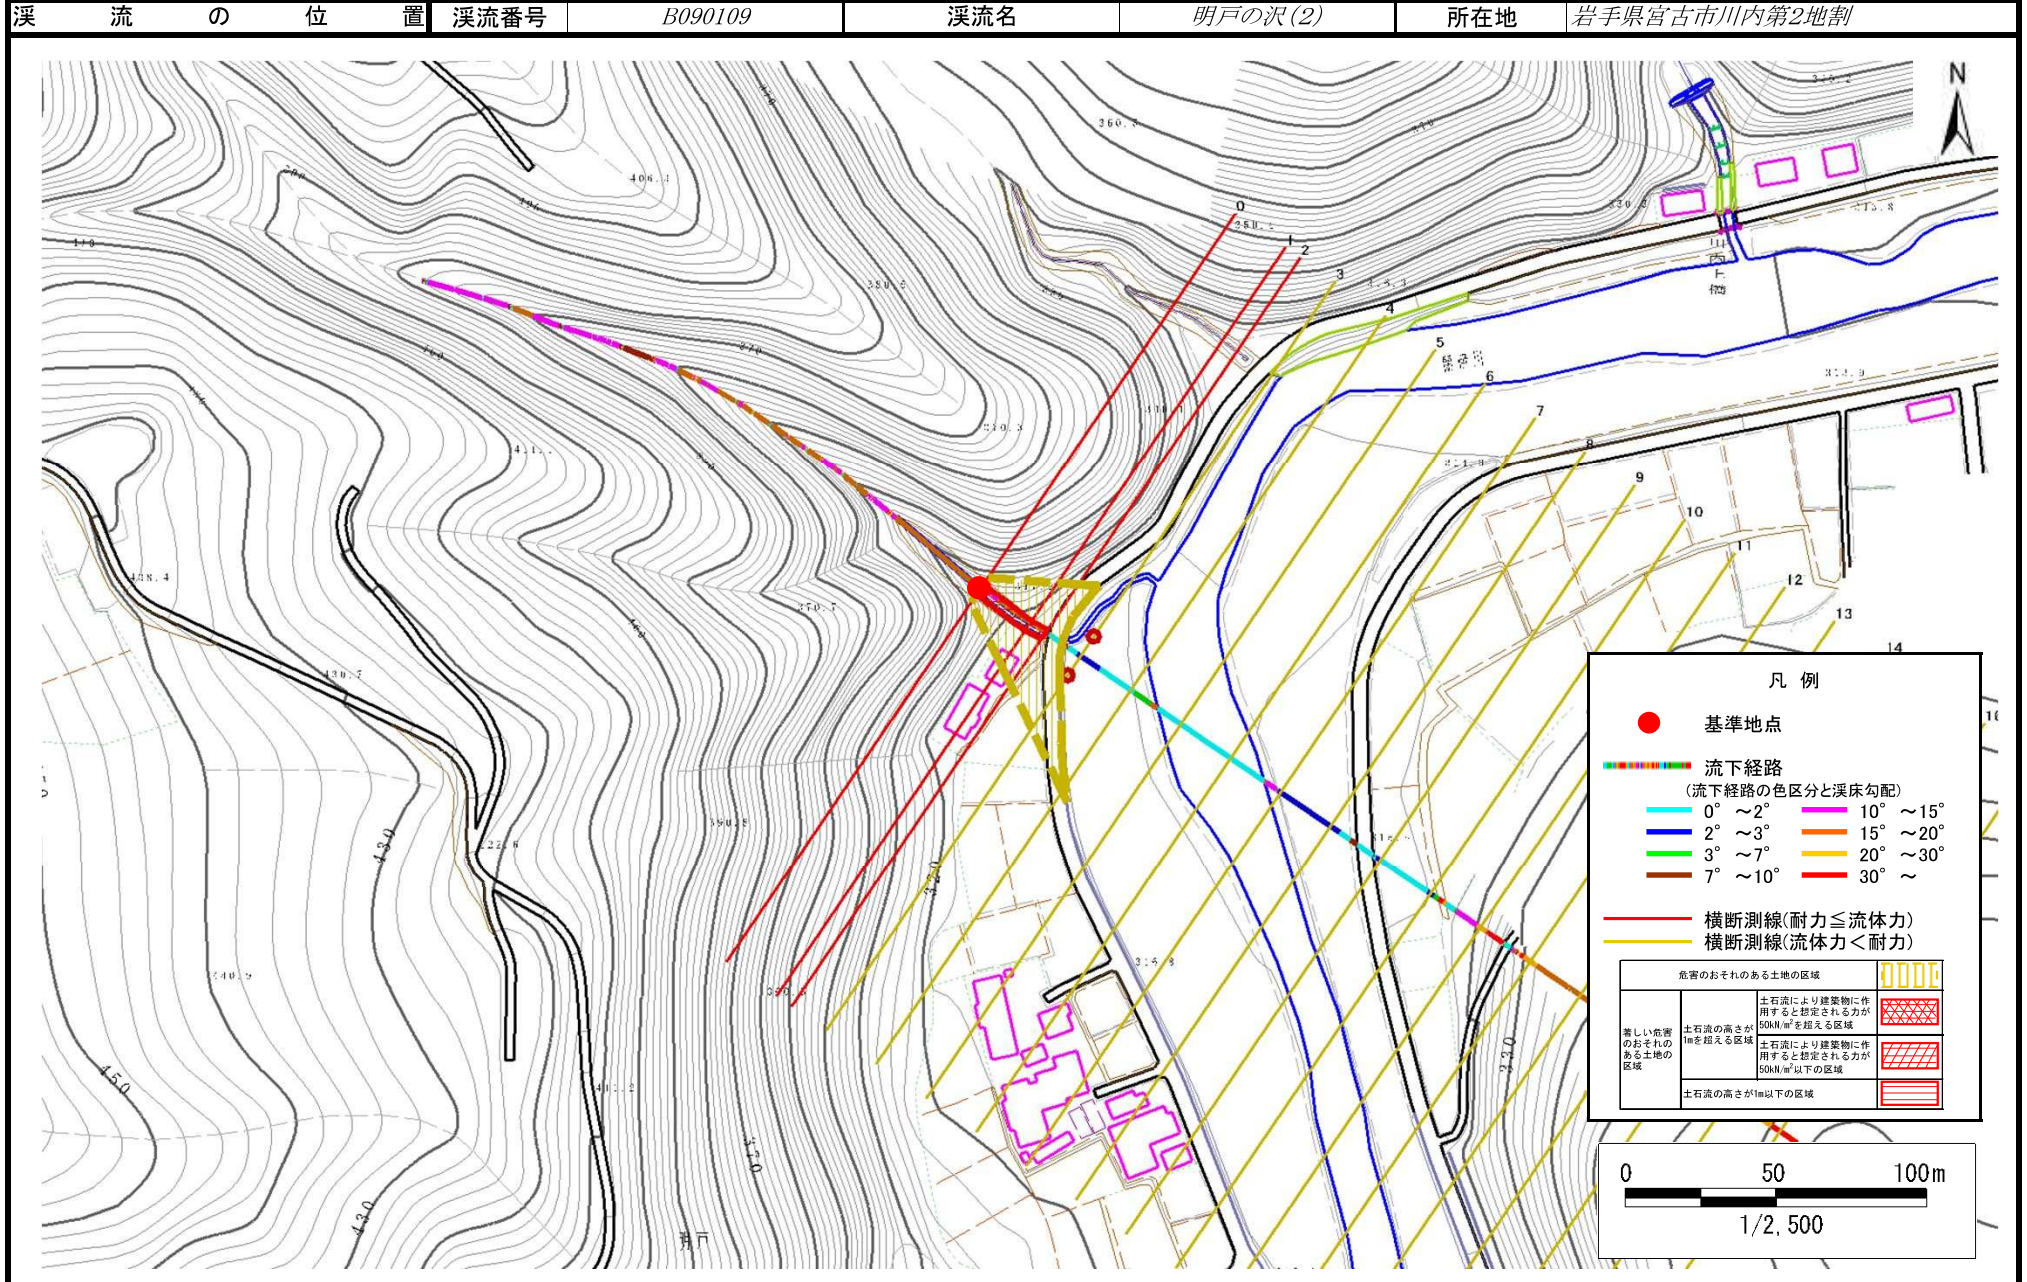 溪流の位置 渓流番号 B090109 渓流名 明戸の沢(2) 所在地 岩手県宮古市川内第2地割
N
360.3
406.4
0
1
2
3
4
5
6
7
8
9
10
11
12
13
14
320
430
430
450
370
330
明戸
凡 例
基準地点
流下経路
(流下経路の色区分と渓床勾配)
0° ～2° 10° ～15°
2° ～3° 15° ～20°
3° ～7° 20° ～30°
7° ～10° 30° ～
横断測線(耐力≦流体力)
横断測線(流体力＜耐力)
危害のおそれのある土地の区域
著しい危害のおそれのある土地の区域
土石流の高さが1mを超える区域
土石流により建築物に作用すると想定される力が50kN/㎡を超える区域
土石流により建築物に作用すると想定される力が50kN/㎡以下の区域
土石流の高さが1m以下の区域
0 50 100m
1/2,500